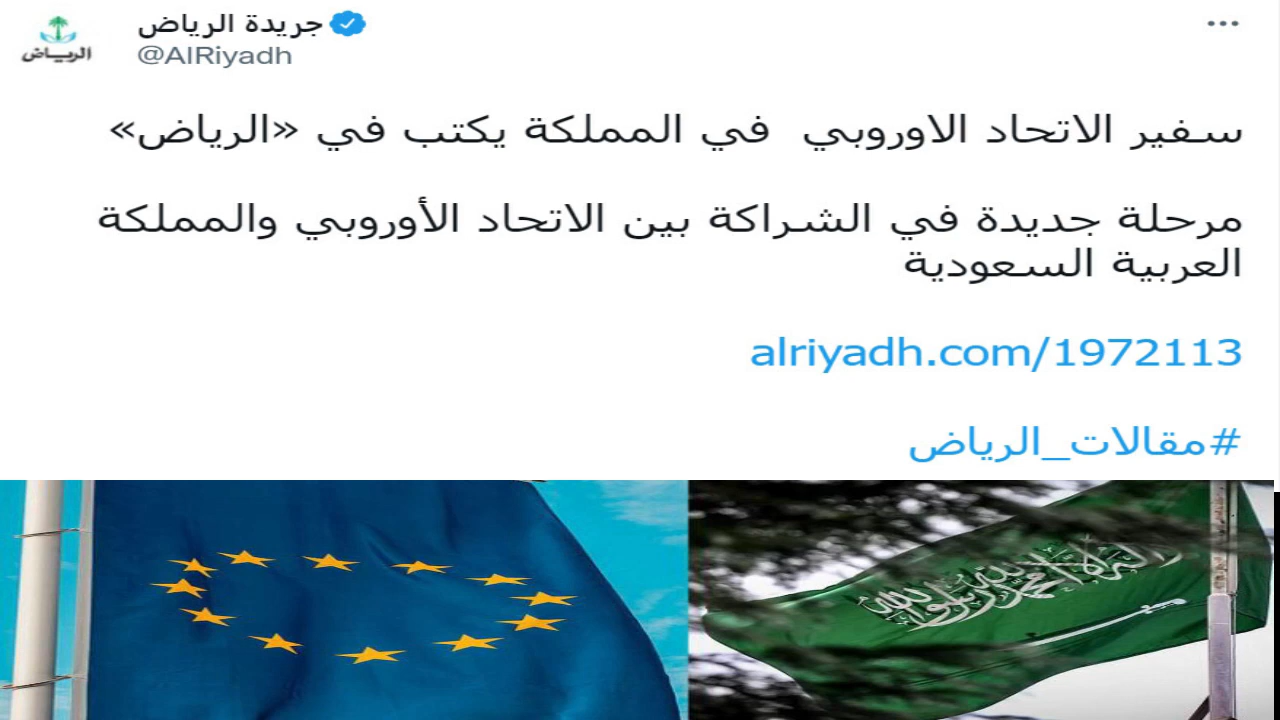 جريدة الرياض
@AlRiyadh
الرياض
سفير الاتحاد الاوروبي في المملكة يكتب في «الرياض»
مرحلة جديدة في الشراكة بين الاتحاد الأوروبي والمملكة
العربية السعودية
alriyadh.com/1972113
#مقالات_الرياض